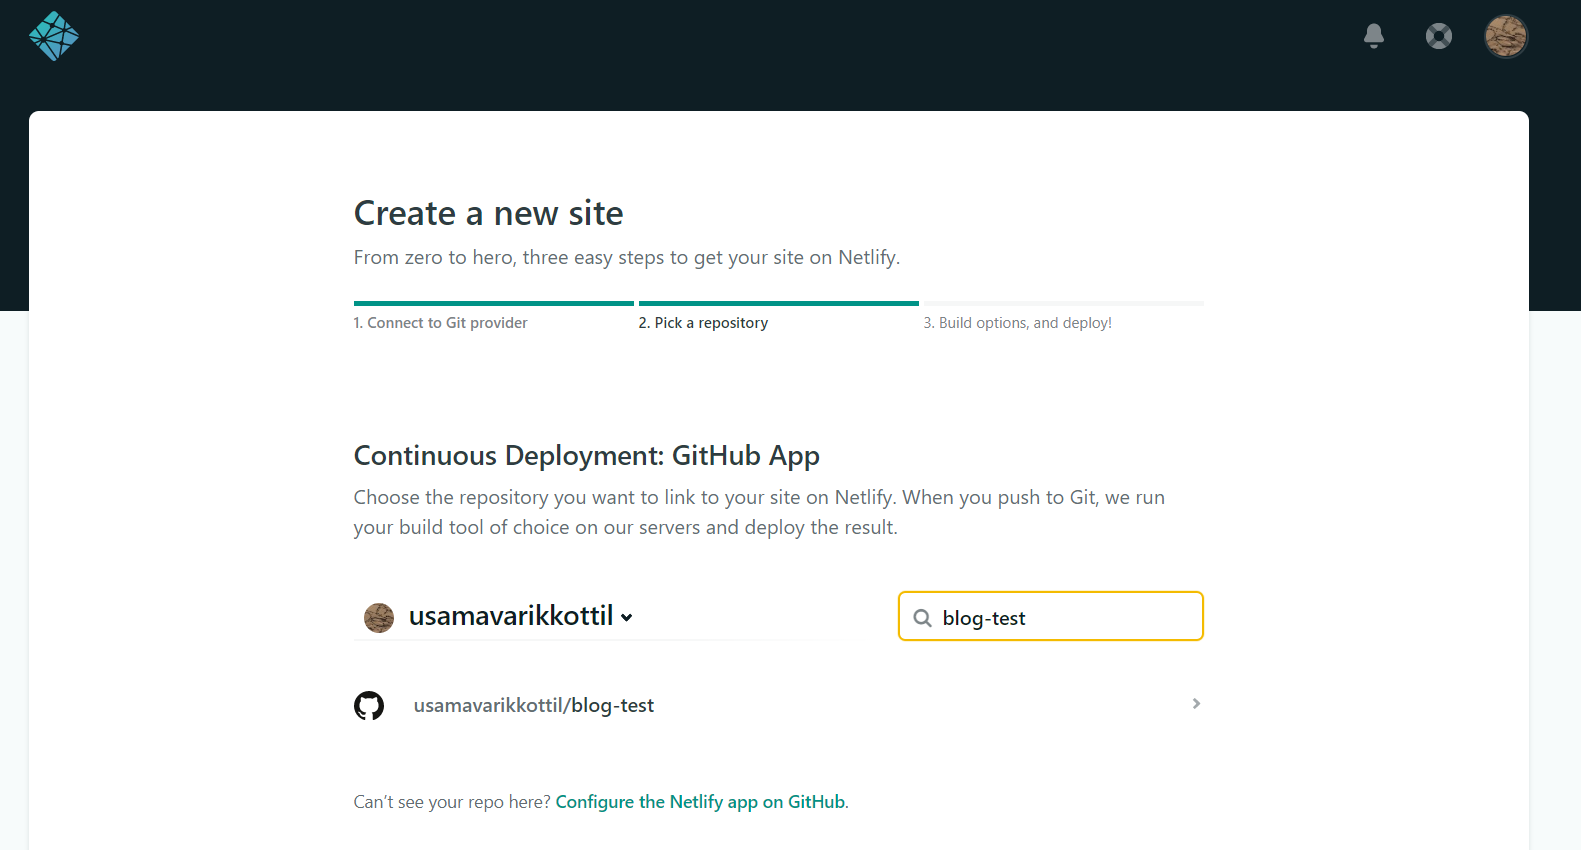 Create a new site
From zero to hero, three easy steps to get your site on Netlify.
1. Connect to Git provider
2. Pick a repository
3. Build options, and deploy!
Continuous Deployment: GitHub App
Choose the repository you want to link to your site on Netlify. When you push to Git, we run
your build tool of choice on our servers and deploy the result.
usamavarikkottil
blog-test
usamavarikkottil/blog-test
Can’t see your repo here? Configure the Netlify app on GitHub.